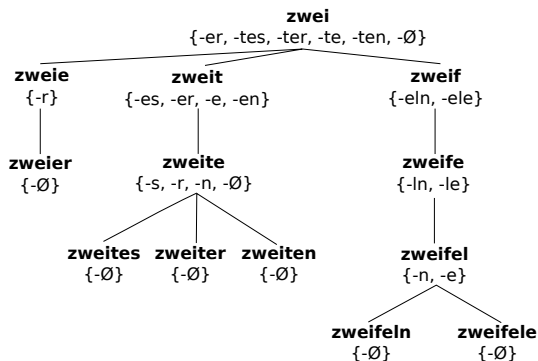 zwei
{-er, -tes, -ter, -te, -ten, -Ø}
zweie zweit zweif
{-r} {-es, -er, -e, -en} {-eln, -ele}
zweier zweite zweife
{-Ø} {-s, -r, -n, -Ø} {-ln, -le}
zweites zweiter zweiten zweifel
{-Ø} {-Ø} {-Ø} {-n, -e}
zweifeln zweifele
{-Ø} {-Ø}